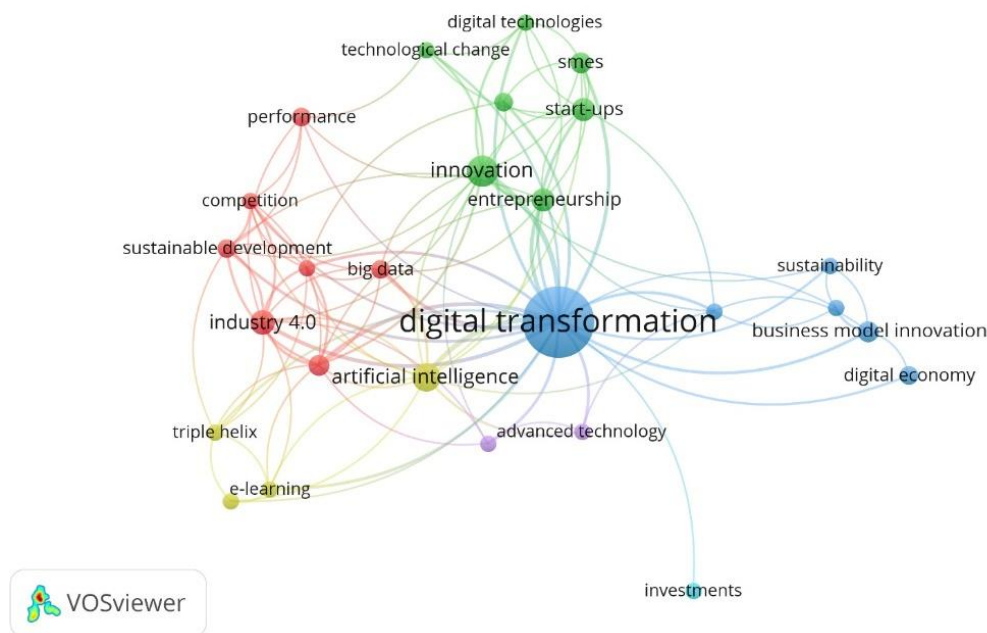 digital technologies
technological change
smes
start-ups
performance
innovation
entrepreneurship
competition
sustainable development
big data
sustainability
industry 4.0
digital transformation
business model innovation
artificial intelligence
digital economy
triple helix
advanced technology
e-learning
investments
VOSviewer